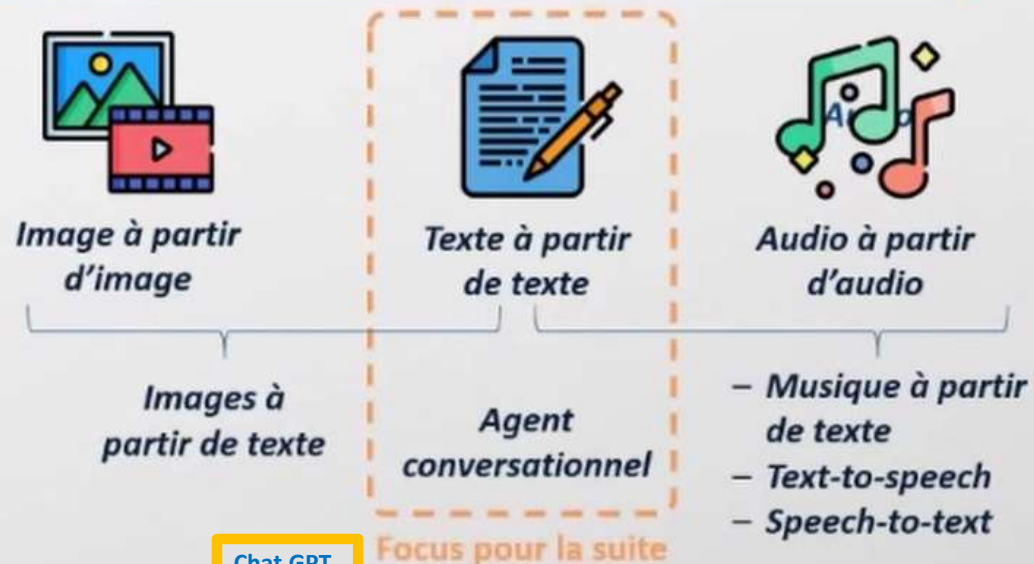 Image à partir
d'image
Texte à partir
de texte
Audio à partir
d'audio
Images à
partir de texte
Agent
conversationnel
– Musique à partir
de texte
– Text-to-speech
– Speech-to-text
Chat GPT
Focus pour la suite